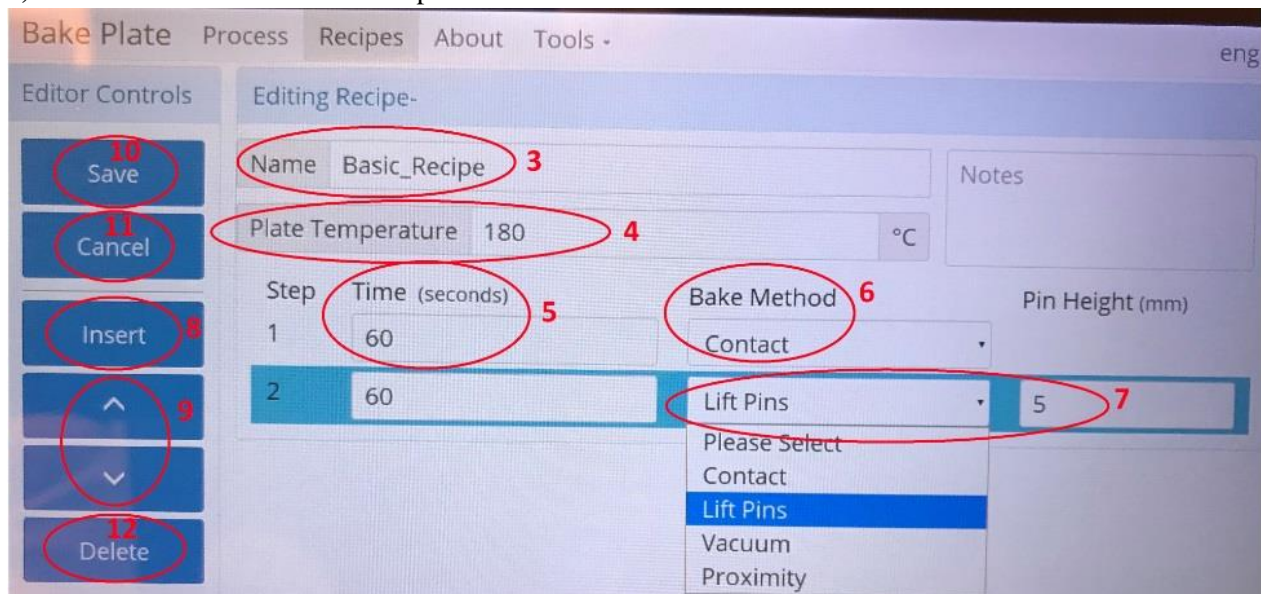 Bake Plate Process Recipes About Tools
eng
Editor Controls Editing Recipe-
10 Save Name Basic_Recipe 3 Notes
11 Cancel Plate Temperature 180 4 °C
Step Time (seconds) 5 Bake Method 6 Pin Height (mm)
Insert 8 1 60 Contact
9 2 60 Lift Pins 5 7
Please Select
Contact
Lift Pins
12 Delete Vacuum
Proximity